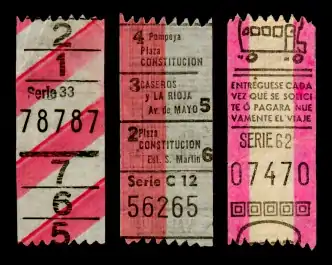 2
1
Serie 33
78787
7
6
5
4 Pompeya
Plaza
CONSTITUCION
3 CASEROS
y LA RIOJA
Av. de MAYO 5
2 Plaza
CONSTITUCION
Est. S. Martin 6
Serie C 12
56265
ENTRÉGUESE CADA
VEZ QUE SE SOLICI
TE Ó PAGARA NUE
VAMENTE EL VIAJE
SERIE 62
07470